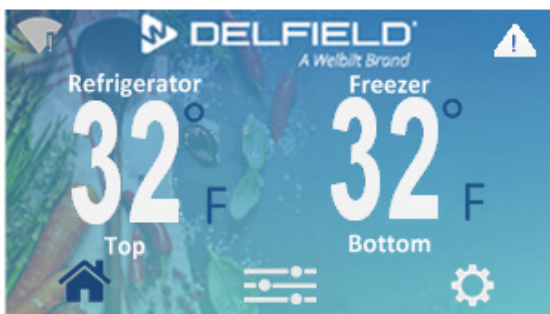 DELFIELD
A Welbilt Brand
Refrigerator Freezer
32° F 32° F
Top Bottom